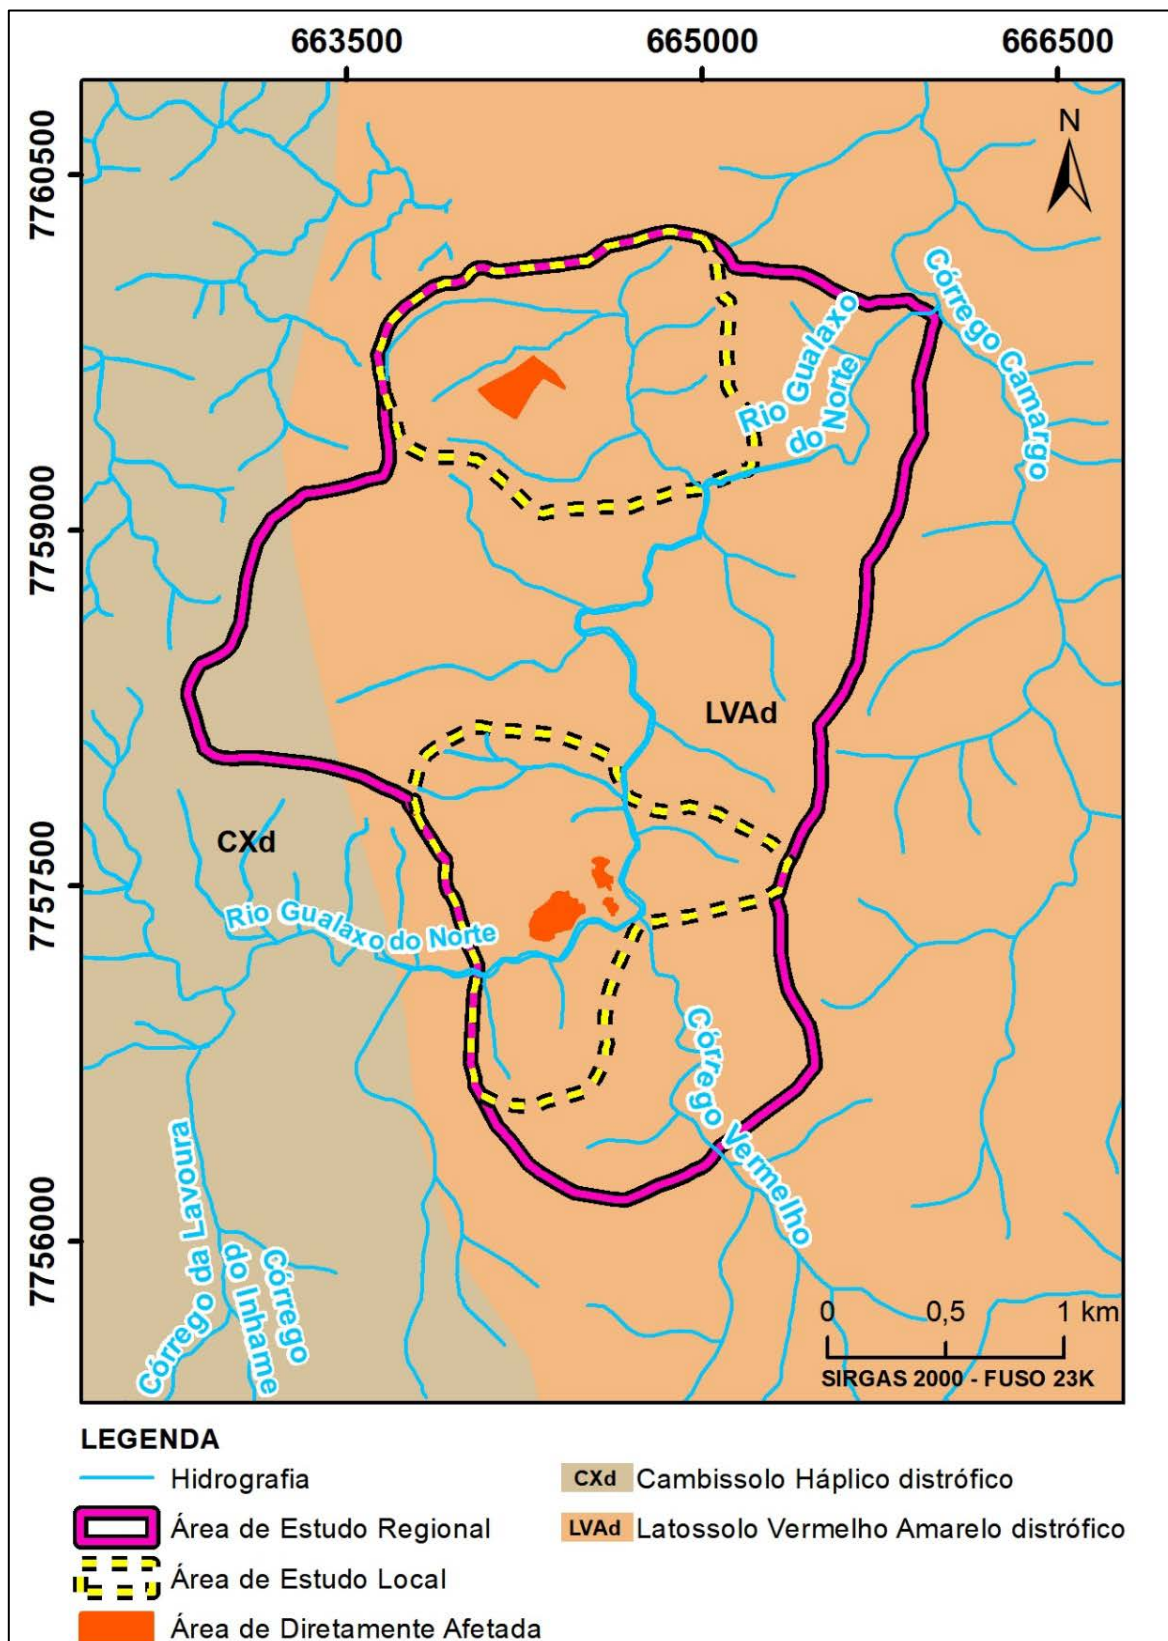 663500 665000 666500
N
7760500
7759000
7757500
7756000
Córrego Camargo
Rio Gualaxo
do Norte
LVAd
CXd
Rio Gualaxo do Norte
Córrego Vermelho
Córrego da Lavoura
Córrego
do Inhame
0 0,5 1 km
SIRGAS 2000 - FUSO 23K
LEGENDA
Hidrografia
Área de Estudo Regional
Área de Estudo Local
Área de Diretamente Afetada
CXd Cambissolo Háplico distrófico
LVAd Latossolo Vermelho Amarelo distrófico